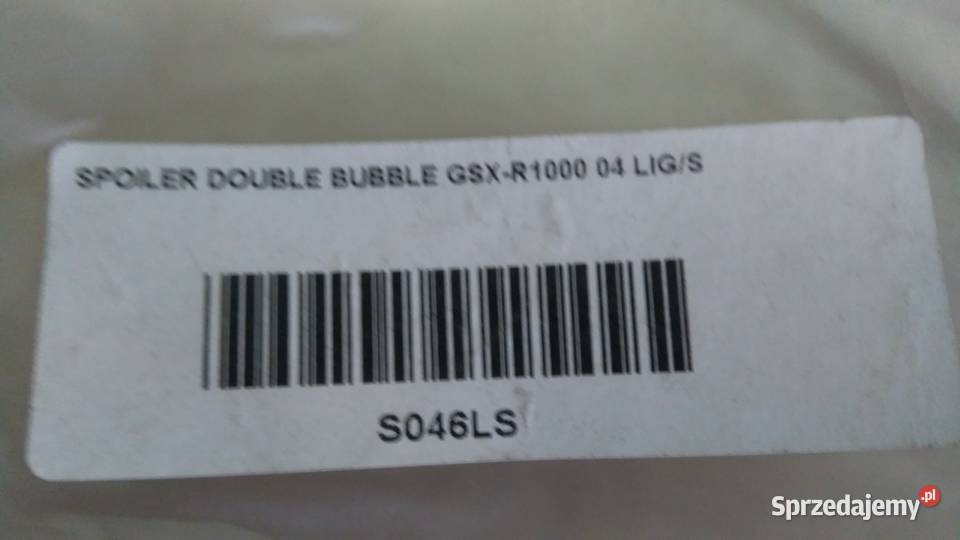 SPOILER DOUBLE BUBBLE GSX-R1000 04 LIG/S
S046LS
Sprzedajemy.pl